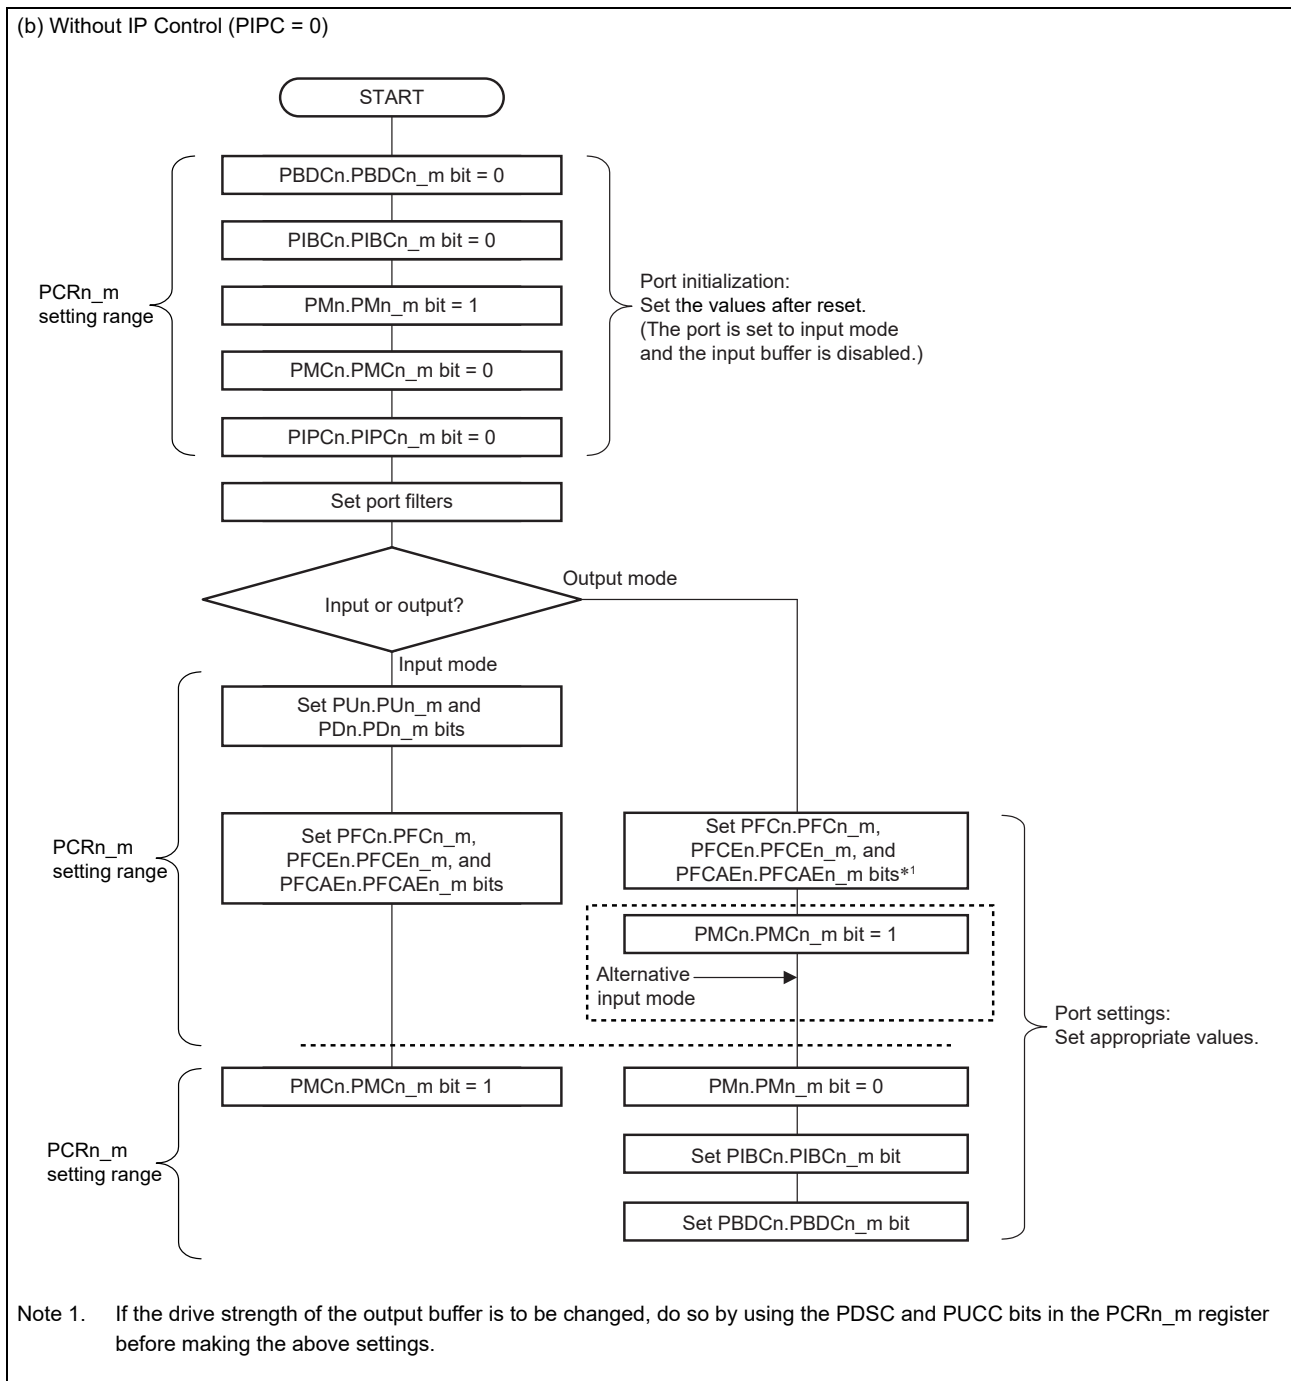 (b) Without IP Control (PIPC = 0)
START
PBDCn.PBDCn_m bit = 0
PIBCn.PIBCn_m bit = 0
PMn.PMn_m bit = 1
PMCn.PMCn_m bit = 0
PIPCn.PIPCn_m bit = 0
PCRn_m
setting range
Port initialization:
Set the values after reset.
(The port is set to input mode
and the input buffer is disabled.)
Set port filters
Input or output?
Output mode
Input mode
Set PUn.PUn_m and
PDn.PDn_m bits
Set PFCn.PFCn_m,
PFCEn.PFCEn_m, and
PFCAEn.PFCAEn_m bits
PCRn_m
setting range
Set PFCn.PFCn_m,
PFCEn.PFCEn_m, and
PFCAEn.PFCAEn_m bits*1
PMCn.PMCn_m bit = 1
Alternative
input mode
Port settings:
Set appropriate values.
PMCn.PMCn_m bit = 1
PMn.PMn_m bit = 0
PCRn_m
setting range
Set PIBCn.PIBCn_m bit
Set PBDCn.PBDCn_m bit
Note 1. If the drive strength of the output buffer is to be changed, do so by using the PDSC and PUCC bits in the PCRn_m register
before making the above settings.